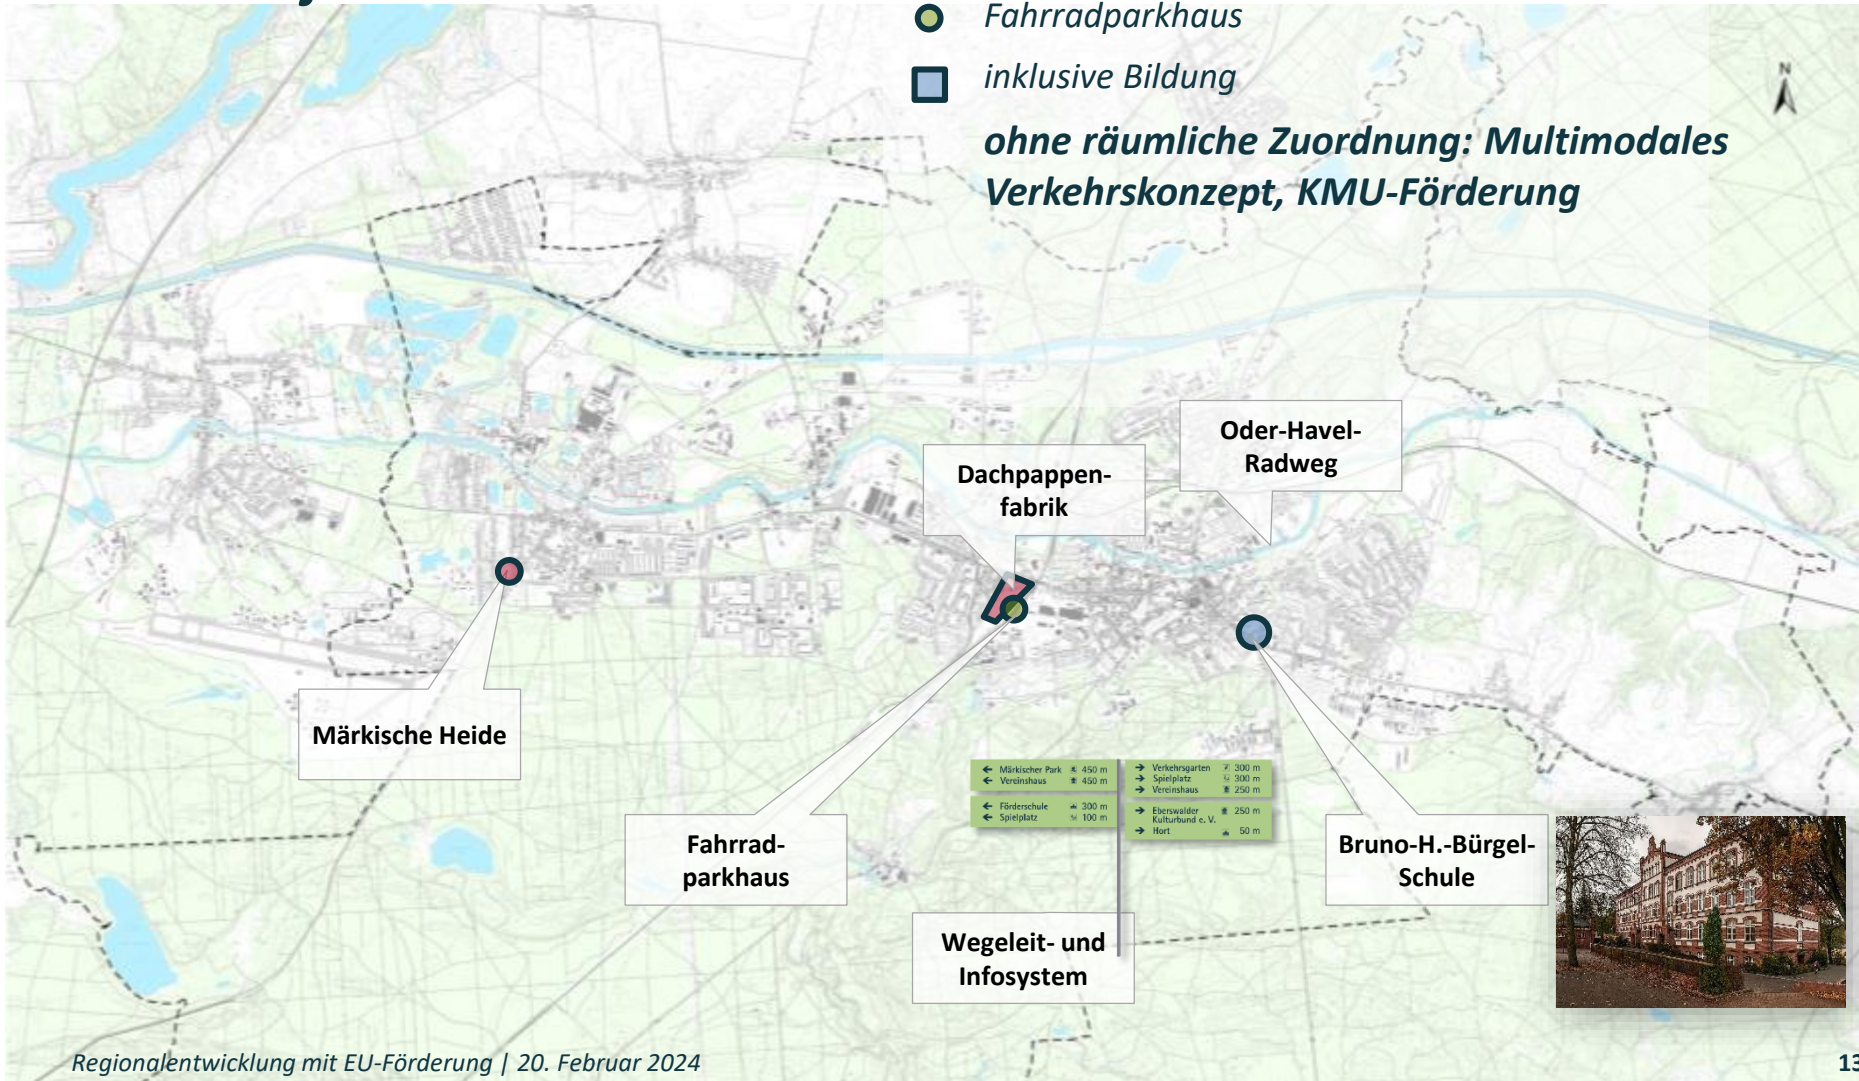 Fahrradparkhaus
inklusive Bildung
ohne räumliche Zuordnung: Multimodales
Verkehrskonzept, KMU-Förderung
N
Oder-Havel-
Radweg
Dachpappen-
fabrik
Märkische Heide
← Märkischer Park 450 m
← Vereinshaus 450 m
← Förderschule 300 m
← Spielplatz 100 m
→ Verkehrsgarten 300 m
→ Spielplatz 300 m
→ Vereinshaus 250 m
→ Eberswalder 250 m
Kulturbund e. V.
→ Hort 50 m
Fahrrad-
parkhaus
Bruno-H.-Bürgel-
Schule
Wegeleit- und
Infosystem
Regionalentwicklung mit EU-Förderung | 20. Februar 2024
13